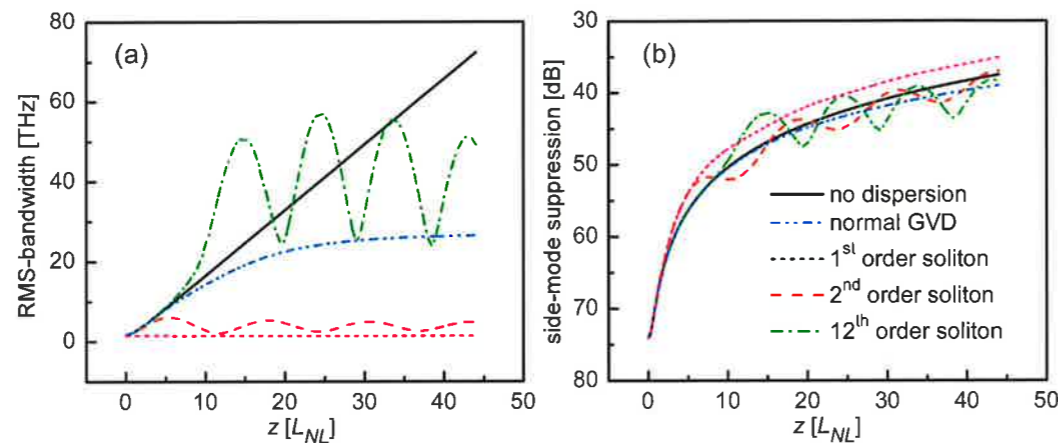 (a)
RMS-bandwidth [THz]
80
60
40
20
0
0 10 20 30 40 50
z [L_NL]
(b)
side-mode suppression [dB]
30
40
50
60
70
80
0 10 20 30 40 50
z [L_NL]
no dispersion
normal GVD
1st order soliton
2nd order soliton
12th order soliton